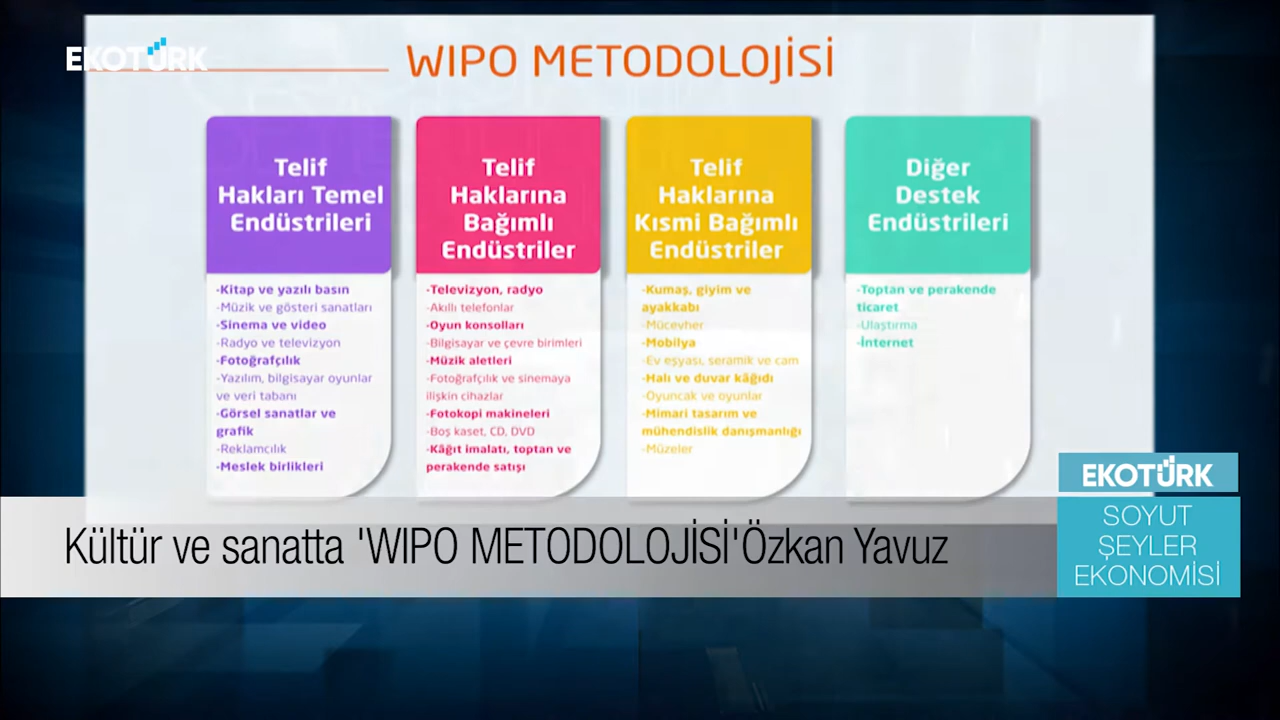 EKOTÜRK
WIPO METODOLOJİSİ
Telif
Hakları Temel
Endüstrileri
-Kitap ve yazılı basın
-Müzik ve gösteri sanatları
-Sinema ve video
-Radyo ve televizyon
-Fotoğrafçılık
-Yazılım, bilgisayar oyunlar
ve veri tabanı
-Görsel sanatlar ve
grafik
-Reklamcılık
-Meslek birlikleri
Telif
Haklarına
Bağımlı
Endüstriler
-Televizyon, radyo
-Akıllı telefonlar
-Oyun konsolları
-Bilgisayar ve çevre birimleri
-Müzik aletleri
-Fotoğrafçılık ve sinemaya
ilişkin cihazlar
-Fotokopi makineleri
-Boş kaset, CD, DVD
-Kâğıt imalatı, toptan ve
perakende satışı
Telif
Haklarına
Kısmi Bağımlı
Endüstriler
-Kumaş, giyim ve
ayakkabı
-Mücevher
-Mobilya
-Ev eşyası, seramik ve cam
-Halı ve duvar kâğıdı
-Oyuncak ve oyunlar
-Mimari tasarım ve
mühendislik danışmanlığı
-Müzeler
Diğer
Destek
Endüstrileri
-Toptan ve perakende
ticaret
-Ulaştırma
-İnternet
EKOTÜRK
SOYUT
ŞEYLER
EKONOMİSİ
Kültür ve sanatta 'WIPO METODOLOJİSİ'Özkan Yavuz